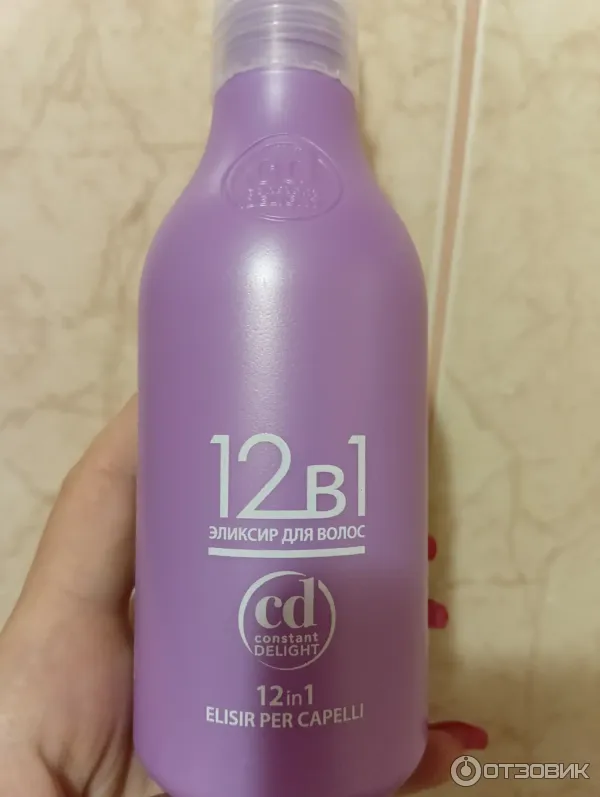 12в1
ЭЛИКСИР ДЛЯ ВОЛОС
cd
constant
DELIGHT
12in1
ELISIR PER CAPELLI
ОТЗОВИК